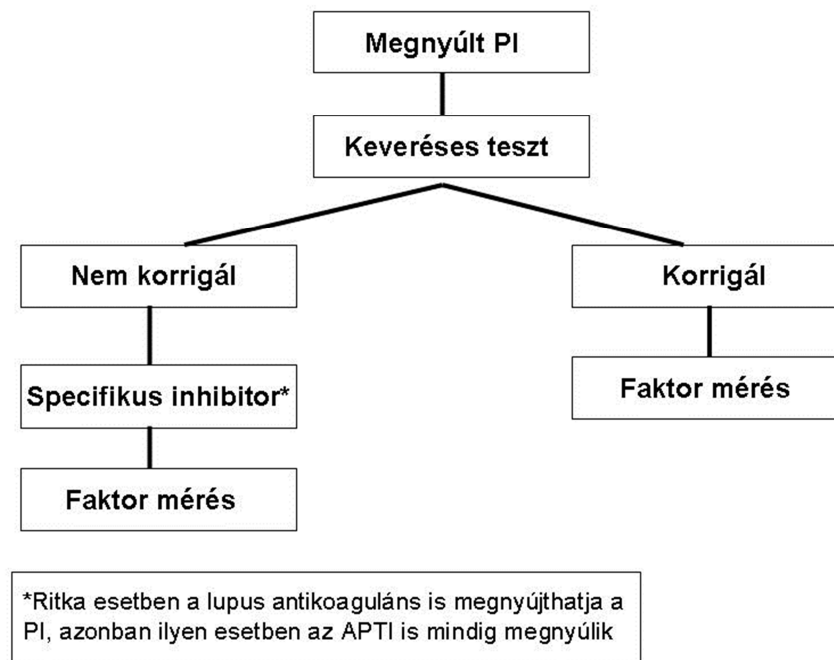 Megnyúlt PI
Keveréses teszt
Nem korrigál
Korrigál
Specifikus inhibitor*
Faktor mérés
Faktor mérés
*Ritka esetben a lupus antikoaguláns is megnyújthatja a
PI, azonban ilyen esetben az APTI is mindig megnyúlik